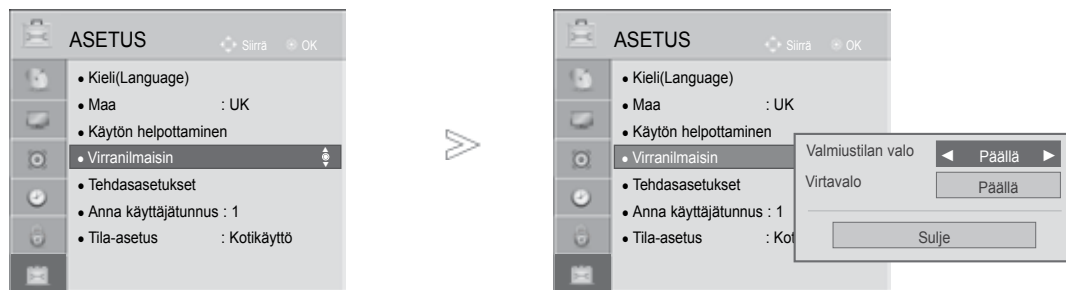 ASETUS
Siirrä OK
• Kieli(Language)
• Maa : UK
• Käytön helpottaminen
• Virranilmaisin
• Tehdasasetukset
• Anna käyttäjätunnus : 1
• Tila-asetus : Kotikäyttö
ASETUS
Siirrä OK
• Kieli(Language)
• Maa : UK
• Käytön helpottaminen
• Virranilmaisin
• Tehdasasetukset
• Anna käyttäjätunnus : 1
• Tila-asetus : Kot
Valmiustilan valo ◄ Päällä ►
Virtavalo Päällä
Sulje